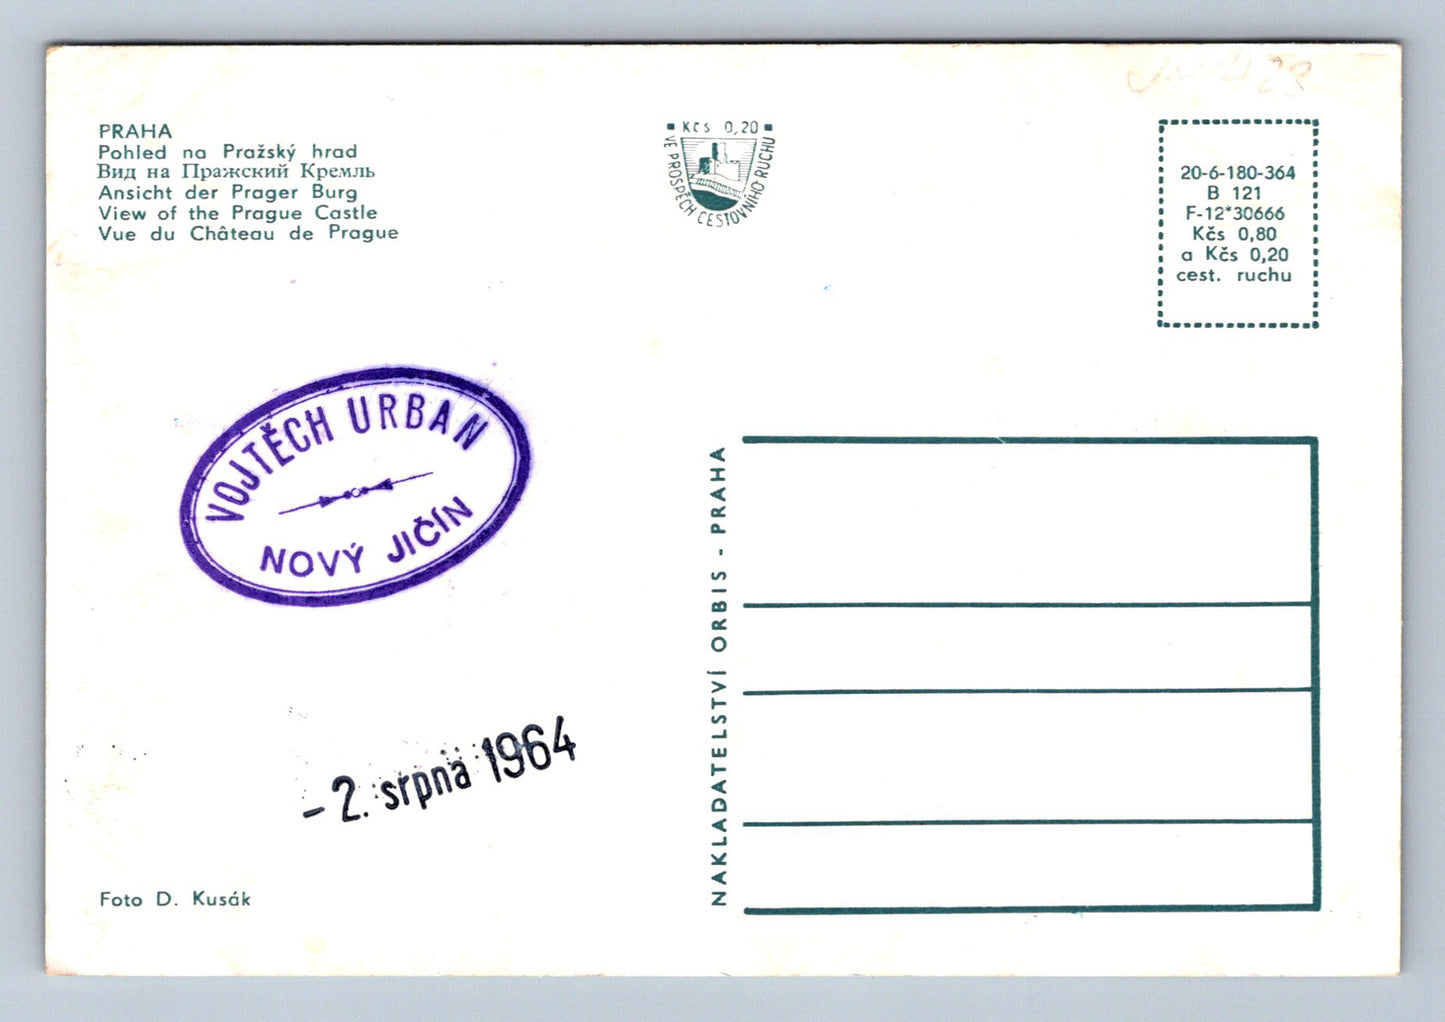 PRAHA
Pohled na Pražský hrad
Вид на Пражский Кремль
Ansicht der Prager Burg
View of the Prague Castle
Vue du Château de Prague
Kčs 0,20
VE PROSPĚCH CESTOVNÍHO RUCHU
20-6-180-364
B 121
F-12*30666
Kčs 0,80
a Kčs 0,20
cest. ruchu
VOJTĚCH URBAN
NOVÝ JIČÍN
- 2. srpna 1964
Foto D. Kusák
NAKLADATELSTVÍ ORBIS - PRAHA